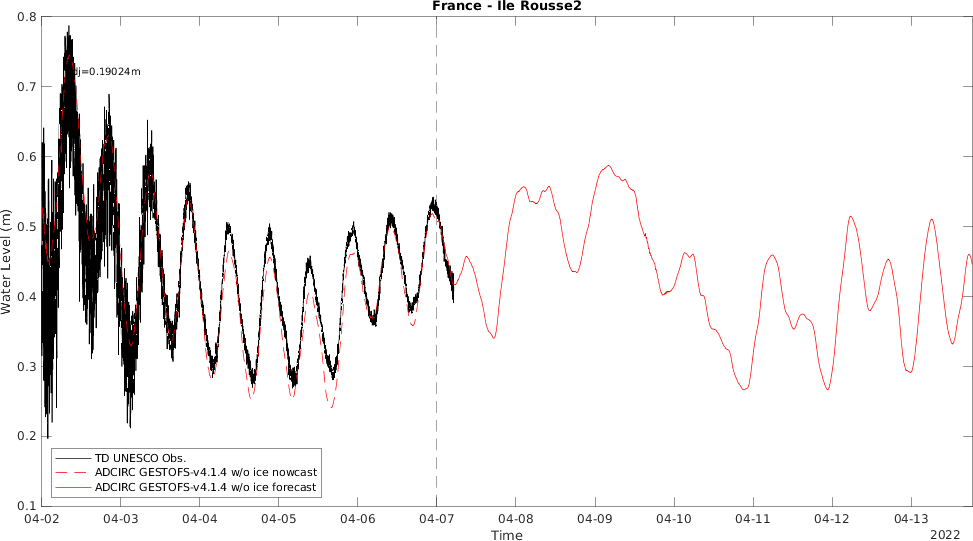 France - Ile Rousse2
0.8
0.7
0.6
0.5
0.4
0.3
0.2
0.1
Water Level (m)
dj=0.19024m
TD UNESCO Obs.
ADCIRC GESTOFS-v4.1.4 w/o ice nowcast
ADCIRC GESTOFS-v4.1.4 w/o ice forecast
04-02 04-03 04-04 04-05 04-06 04-07 04-08 04-09 04-10 04-11 04-12 04-13
Time
2022